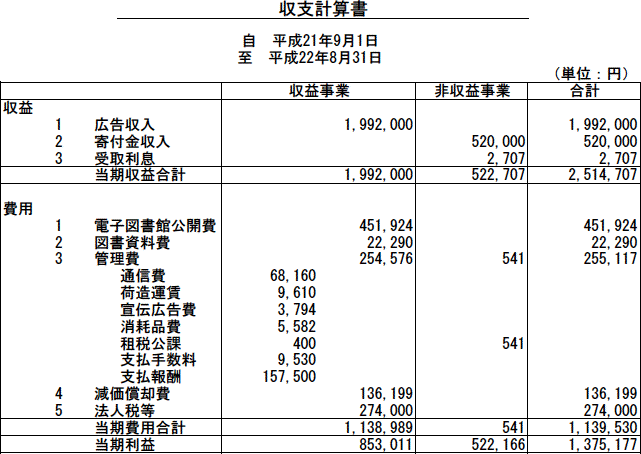 収支計算書
自　平成21年9月1日
至　平成22年8月31日
（単位：円）
収益事業 非収益事業 合計
収益
1 広告収入 1,992,000 1,992,000
2 寄付金収入 520,000 520,000
3 受取利息 2,707 2,707
当期収益合計 1,992,000 522,707 2,514,707
費用
1 電子図書館公開費 451,924 451,924
2 図書資料費 22,290 22,290
3 管理費 254,576 541 255,117
通信費 68,160
荷造運賃 9,610
宣伝広告費 3,794
消耗品費 5,582
租税公課 400 541
支払手数料 9,530
支払報酬 157,500
4 減価償却費 136,199 136,199
5 法人税等 274,000 274,000
当期費用合計 1,138,989 541 1,139,530
当期利益 853,011 522,166 1,375,177